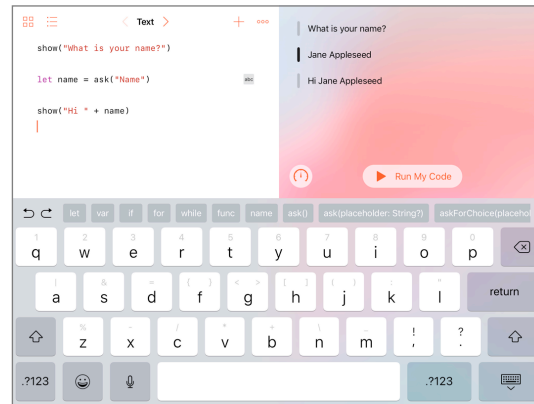 Text
show("What is your name?")
let name = ask("Name")
abc
show("Hi " + name)
What is your name?
Jane Appleseed
Hi Jane Appleseed
Run My Code
let var if for while func name ask() ask(placeholder: String?) askForChoice(placehol
1 2 3 4 5 6 7 8 9 0
q w e r t y u i o p
| & = { } < > [ ] ( ) : "
a s d f g h j k l return
% - / * + \ _ ! ?
z x c v b n m , .
.?123 .?123